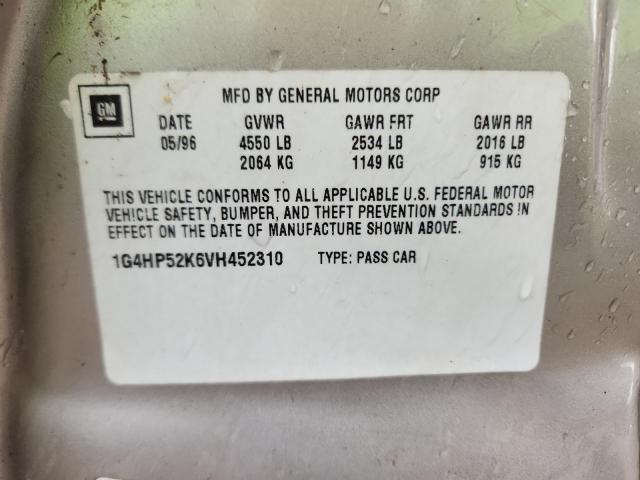 GM
MFD BY GENERAL MOTORS CORP
DATE GVWR GAWR FRT GAWR RR
05/96 4550 LB 2534 LB 2016 LB
2064 KG 1149 KG 915 KG
THIS VEHICLE CONFORMS TO ALL APPLICABLE U.S. FEDERAL MOTOR
VEHICLE SAFETY, BUMPER, AND THEFT PREVENTION STANDARDS IN
EFFECT ON THE DATE OF MANUFACTURE SHOWN ABOVE.
1G4HP52K6VH452310 TYPE: PASS CAR